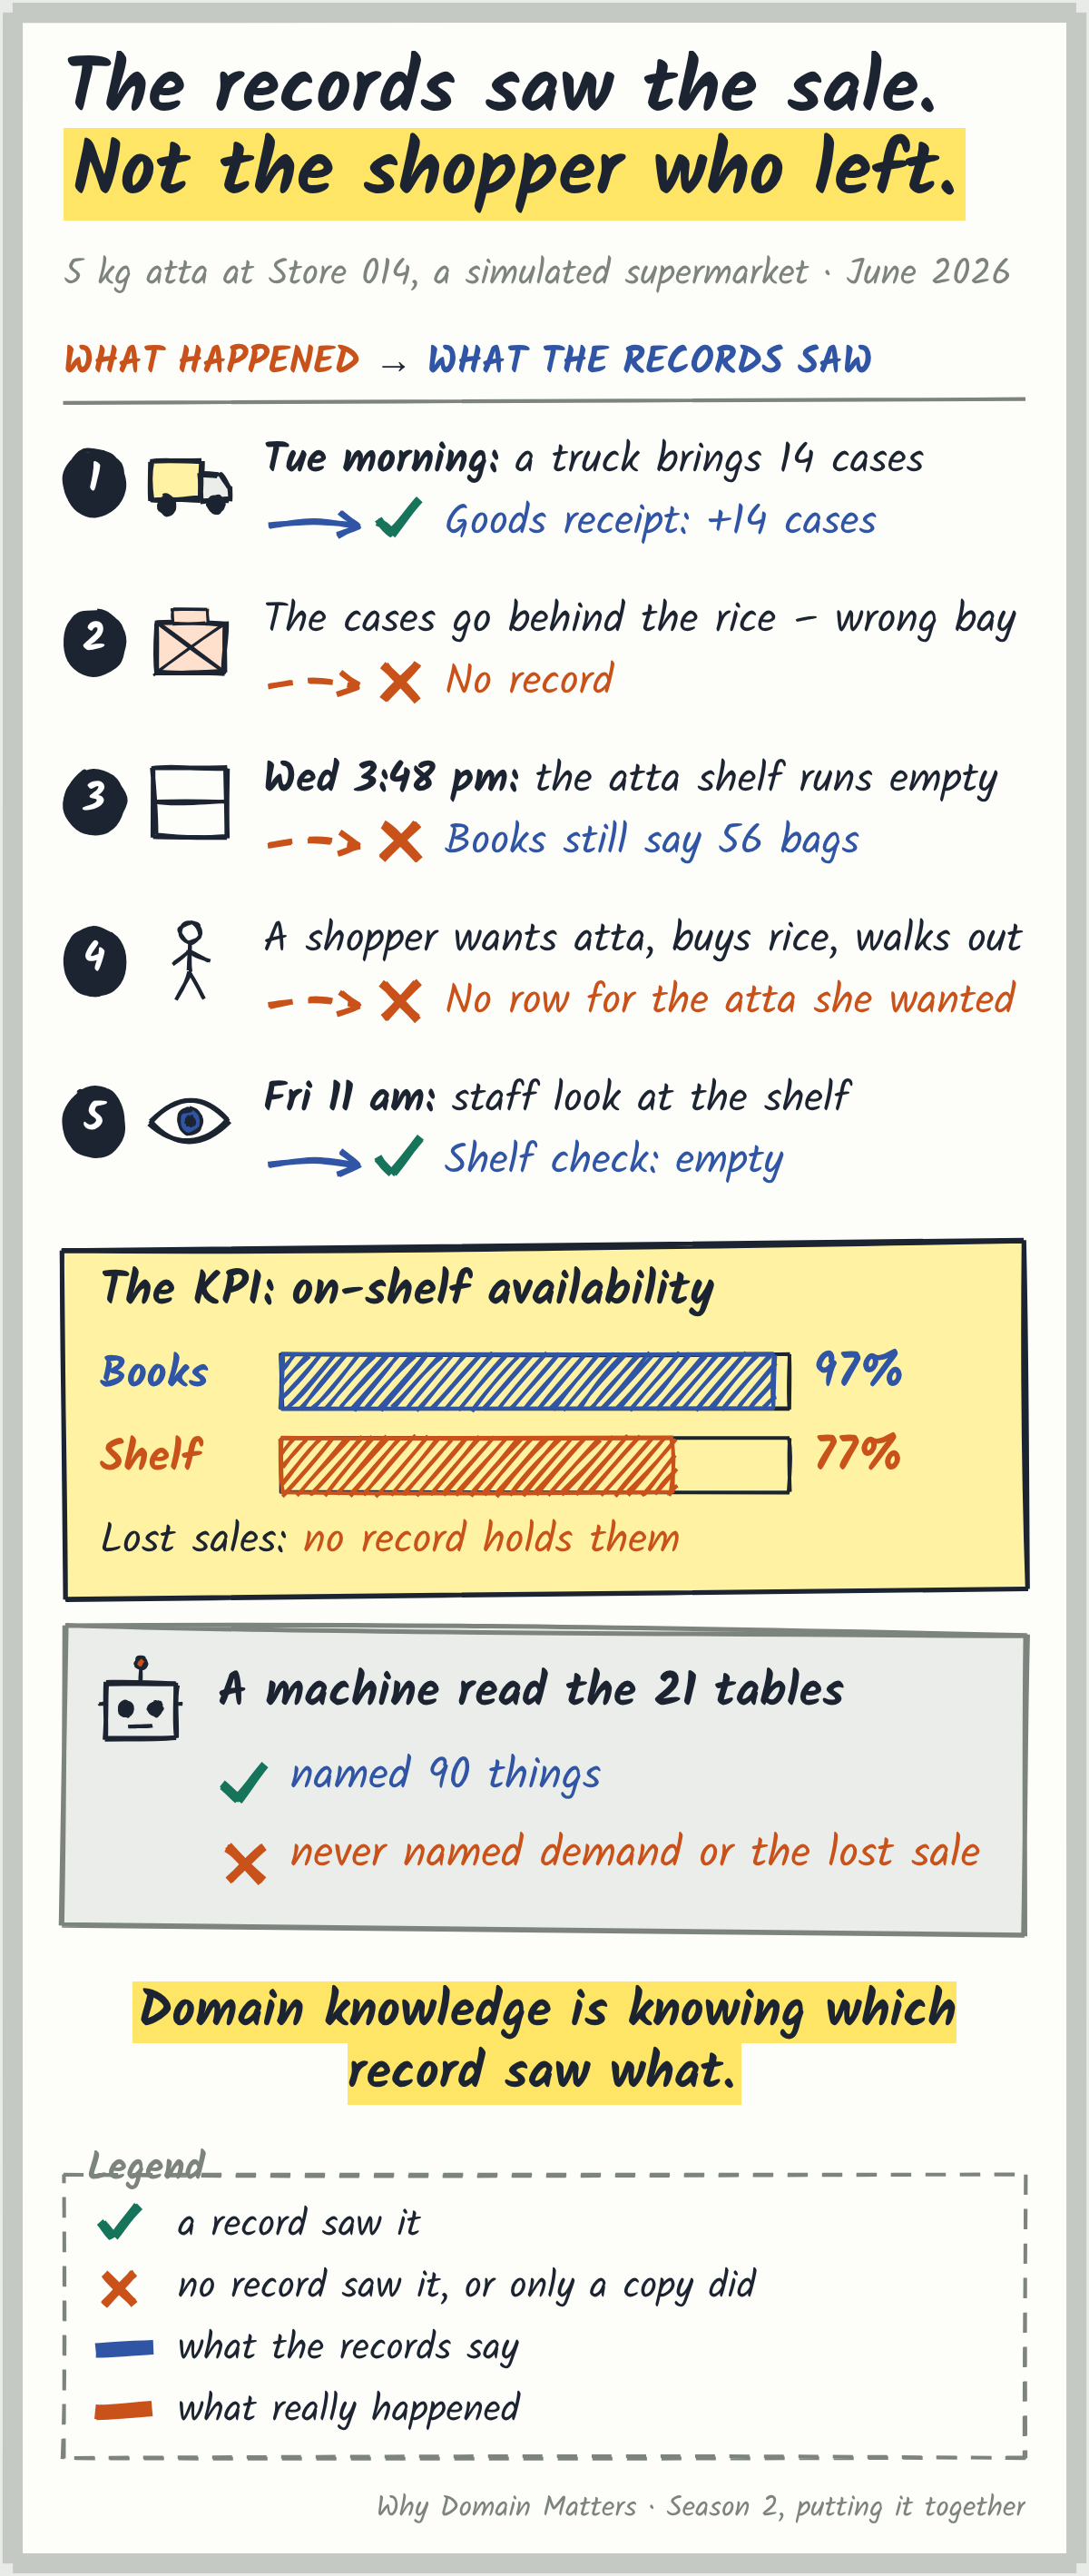 The records saw the sale.
Not the shopper who left.
5 kg atta at Store 014, a simulated supermarket · June 2026
WHAT HAPPENED → WHAT THE RECORDS SAW
1 Tue morning: a truck brings 14 cases
Goods receipt: +14 cases
2 The cases go behind the rice – wrong bay
No record
3 Wed 3:48 pm: the atta shelf runs empty
Books still say 56 bags
4 A shopper wants atta, buys rice, walks out
No row for the atta she wanted
5 Fri 11 am: staff look at the shelf
Shelf check: empty
The KPI: on-shelf availability
Books 97%
Shelf 77%
Lost sales: no record holds them
A machine read the 21 tables
named 90 things
never named demand or the lost sale
Domain knowledge is knowing which
record saw what.
Legend
a record saw it
no record saw it, or only a copy did
what the records say
what really happened
Why Domain Matters · Season 2, putting it together